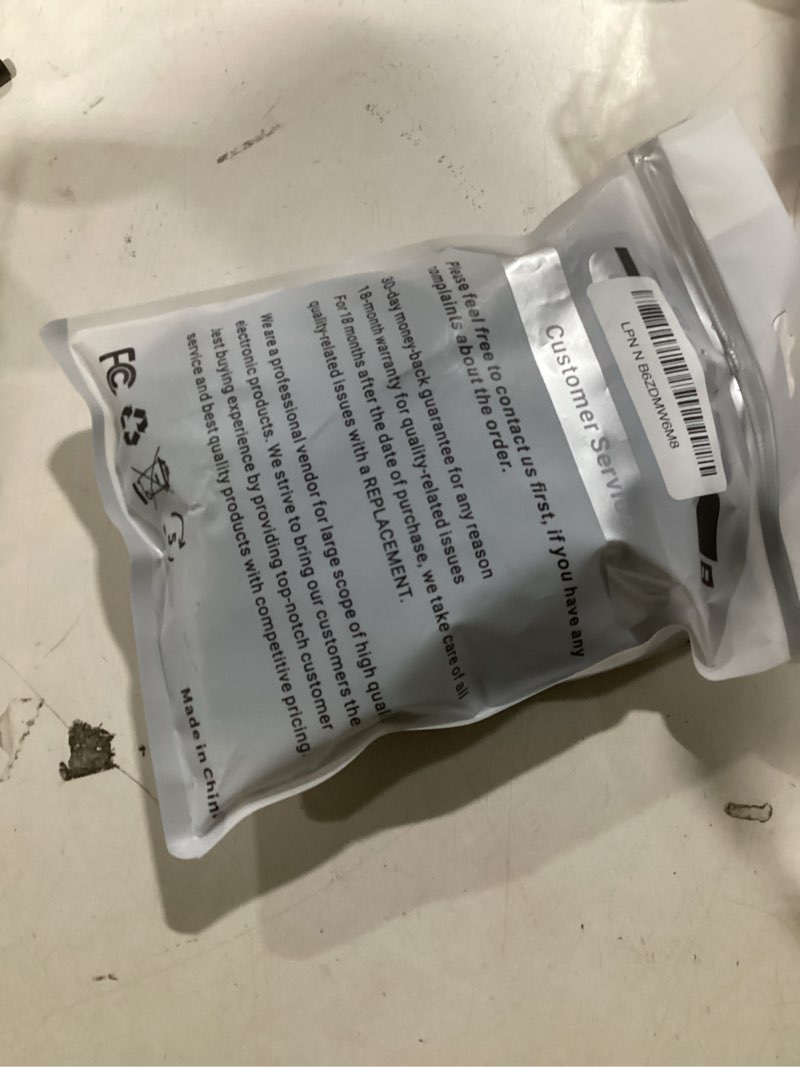 LPN N B6ZDMW6M8
Customer Servic
Please feal free to contact us first, if you have any
complaints about the order.
30-day money-back guarantee for any reason
18-month warranty for quality-related issues
For 18 months after the date of purchase, we take care of all
quality-related issues with a REPLACEMENT.
We are a professional vendor for large scope of high qual
electronic products. We strive to bring our customers the
best buying experience by providing top-notch customer
service and best quality products with competitive pricing.
FC
5
Made in Chin